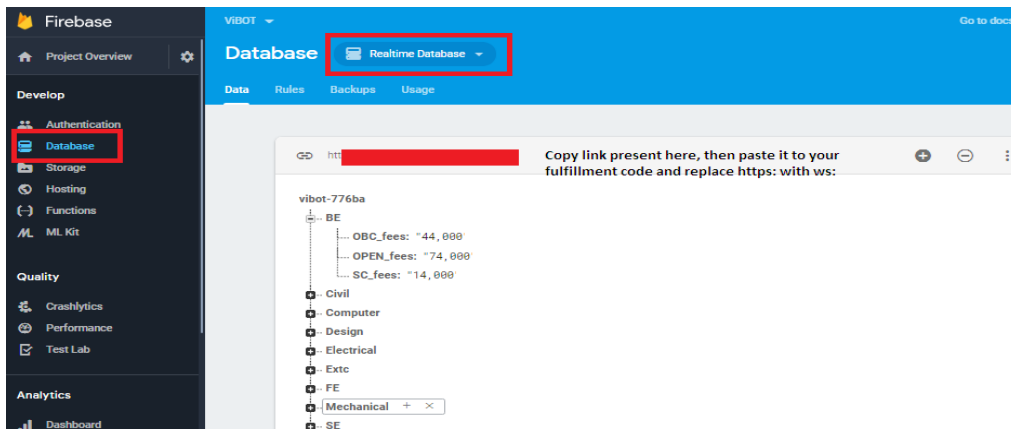 Firebase
Project Overview
Develop
Authentication
Database
Storage
Hosting
Functions
ML Kit
Quality
Crashlytics
Performance
Test Lab
Analytics
Dashboard
ViBOT
Go to docs
Database Realtime Database
Data Rules Backups Usage
htt
Copy link present here, then paste it to your
fulfillment code and replace https: with ws:
vibot-776ba
BE
OBC_fees: "44,000"
OPEN_fees: "74,000"
SC_fees: "14,000"
Civil
Computer
Design
Electrical
Extc
FE
Mechanical
SE